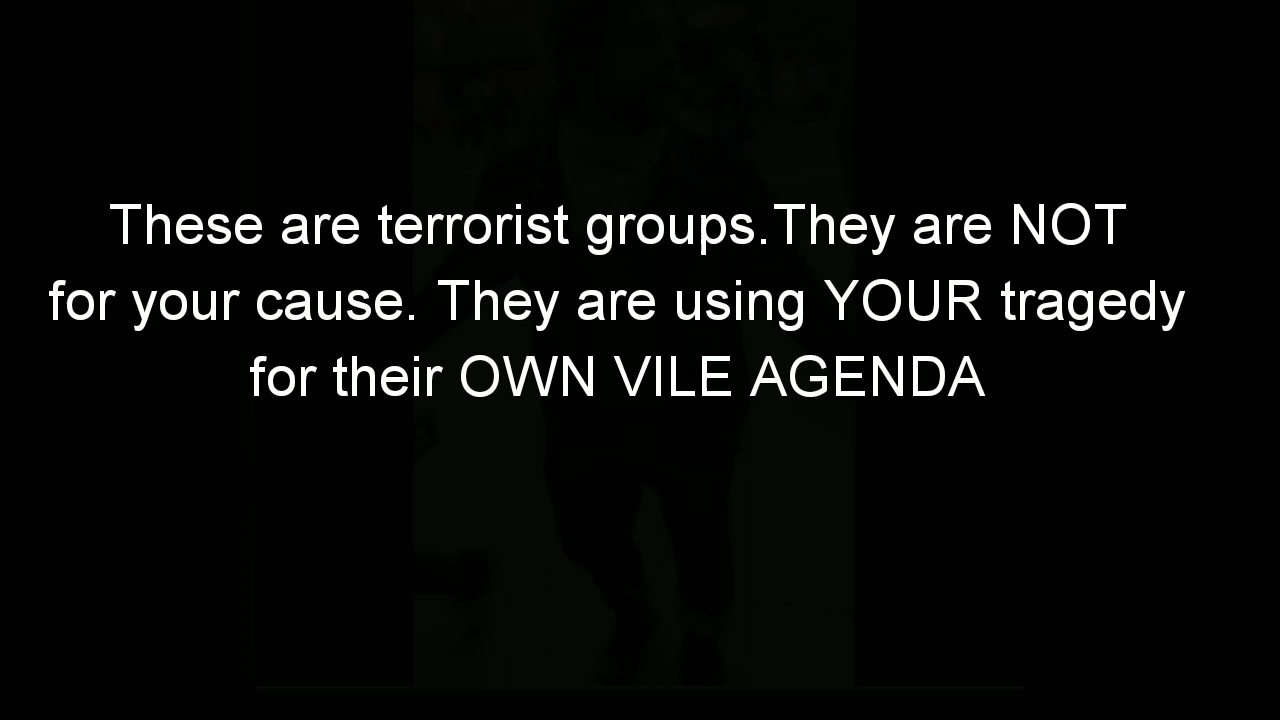 These are terrorist groups.They are NOT
for your cause. They are using YOUR tragedy
for their OWN VILE AGENDA